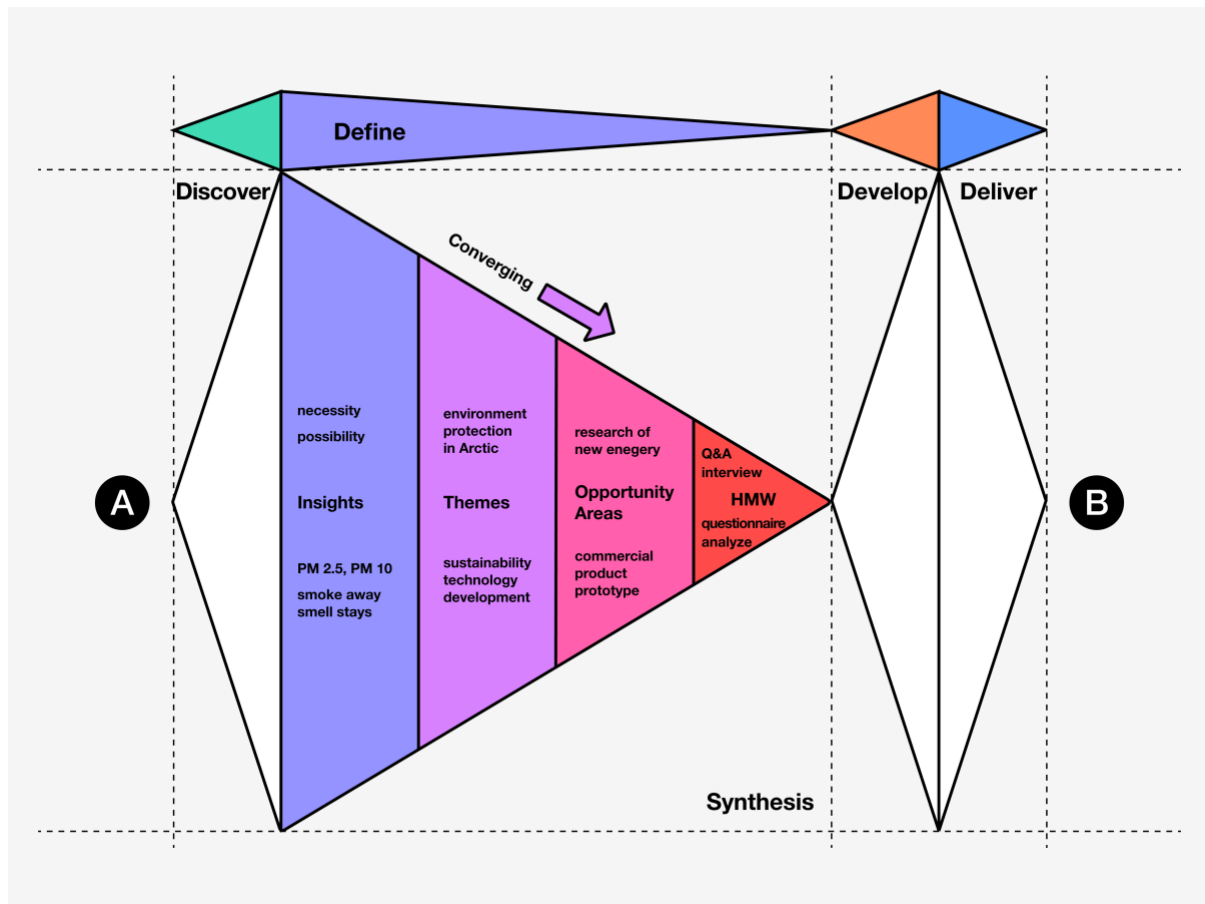 Define
Discover
Develop
Deliver
Converging
A
necessity
possibility
Insights
PM 2.5, PM 10
smoke away
smell stays
environment
protection
in Arctic
Themes
sustainability
technology
development
research of
new enegery
Opportunity
Areas
commercial
product
prototype
Q&A
interview
HMW
questionnaire
analyze
B
Synthesis